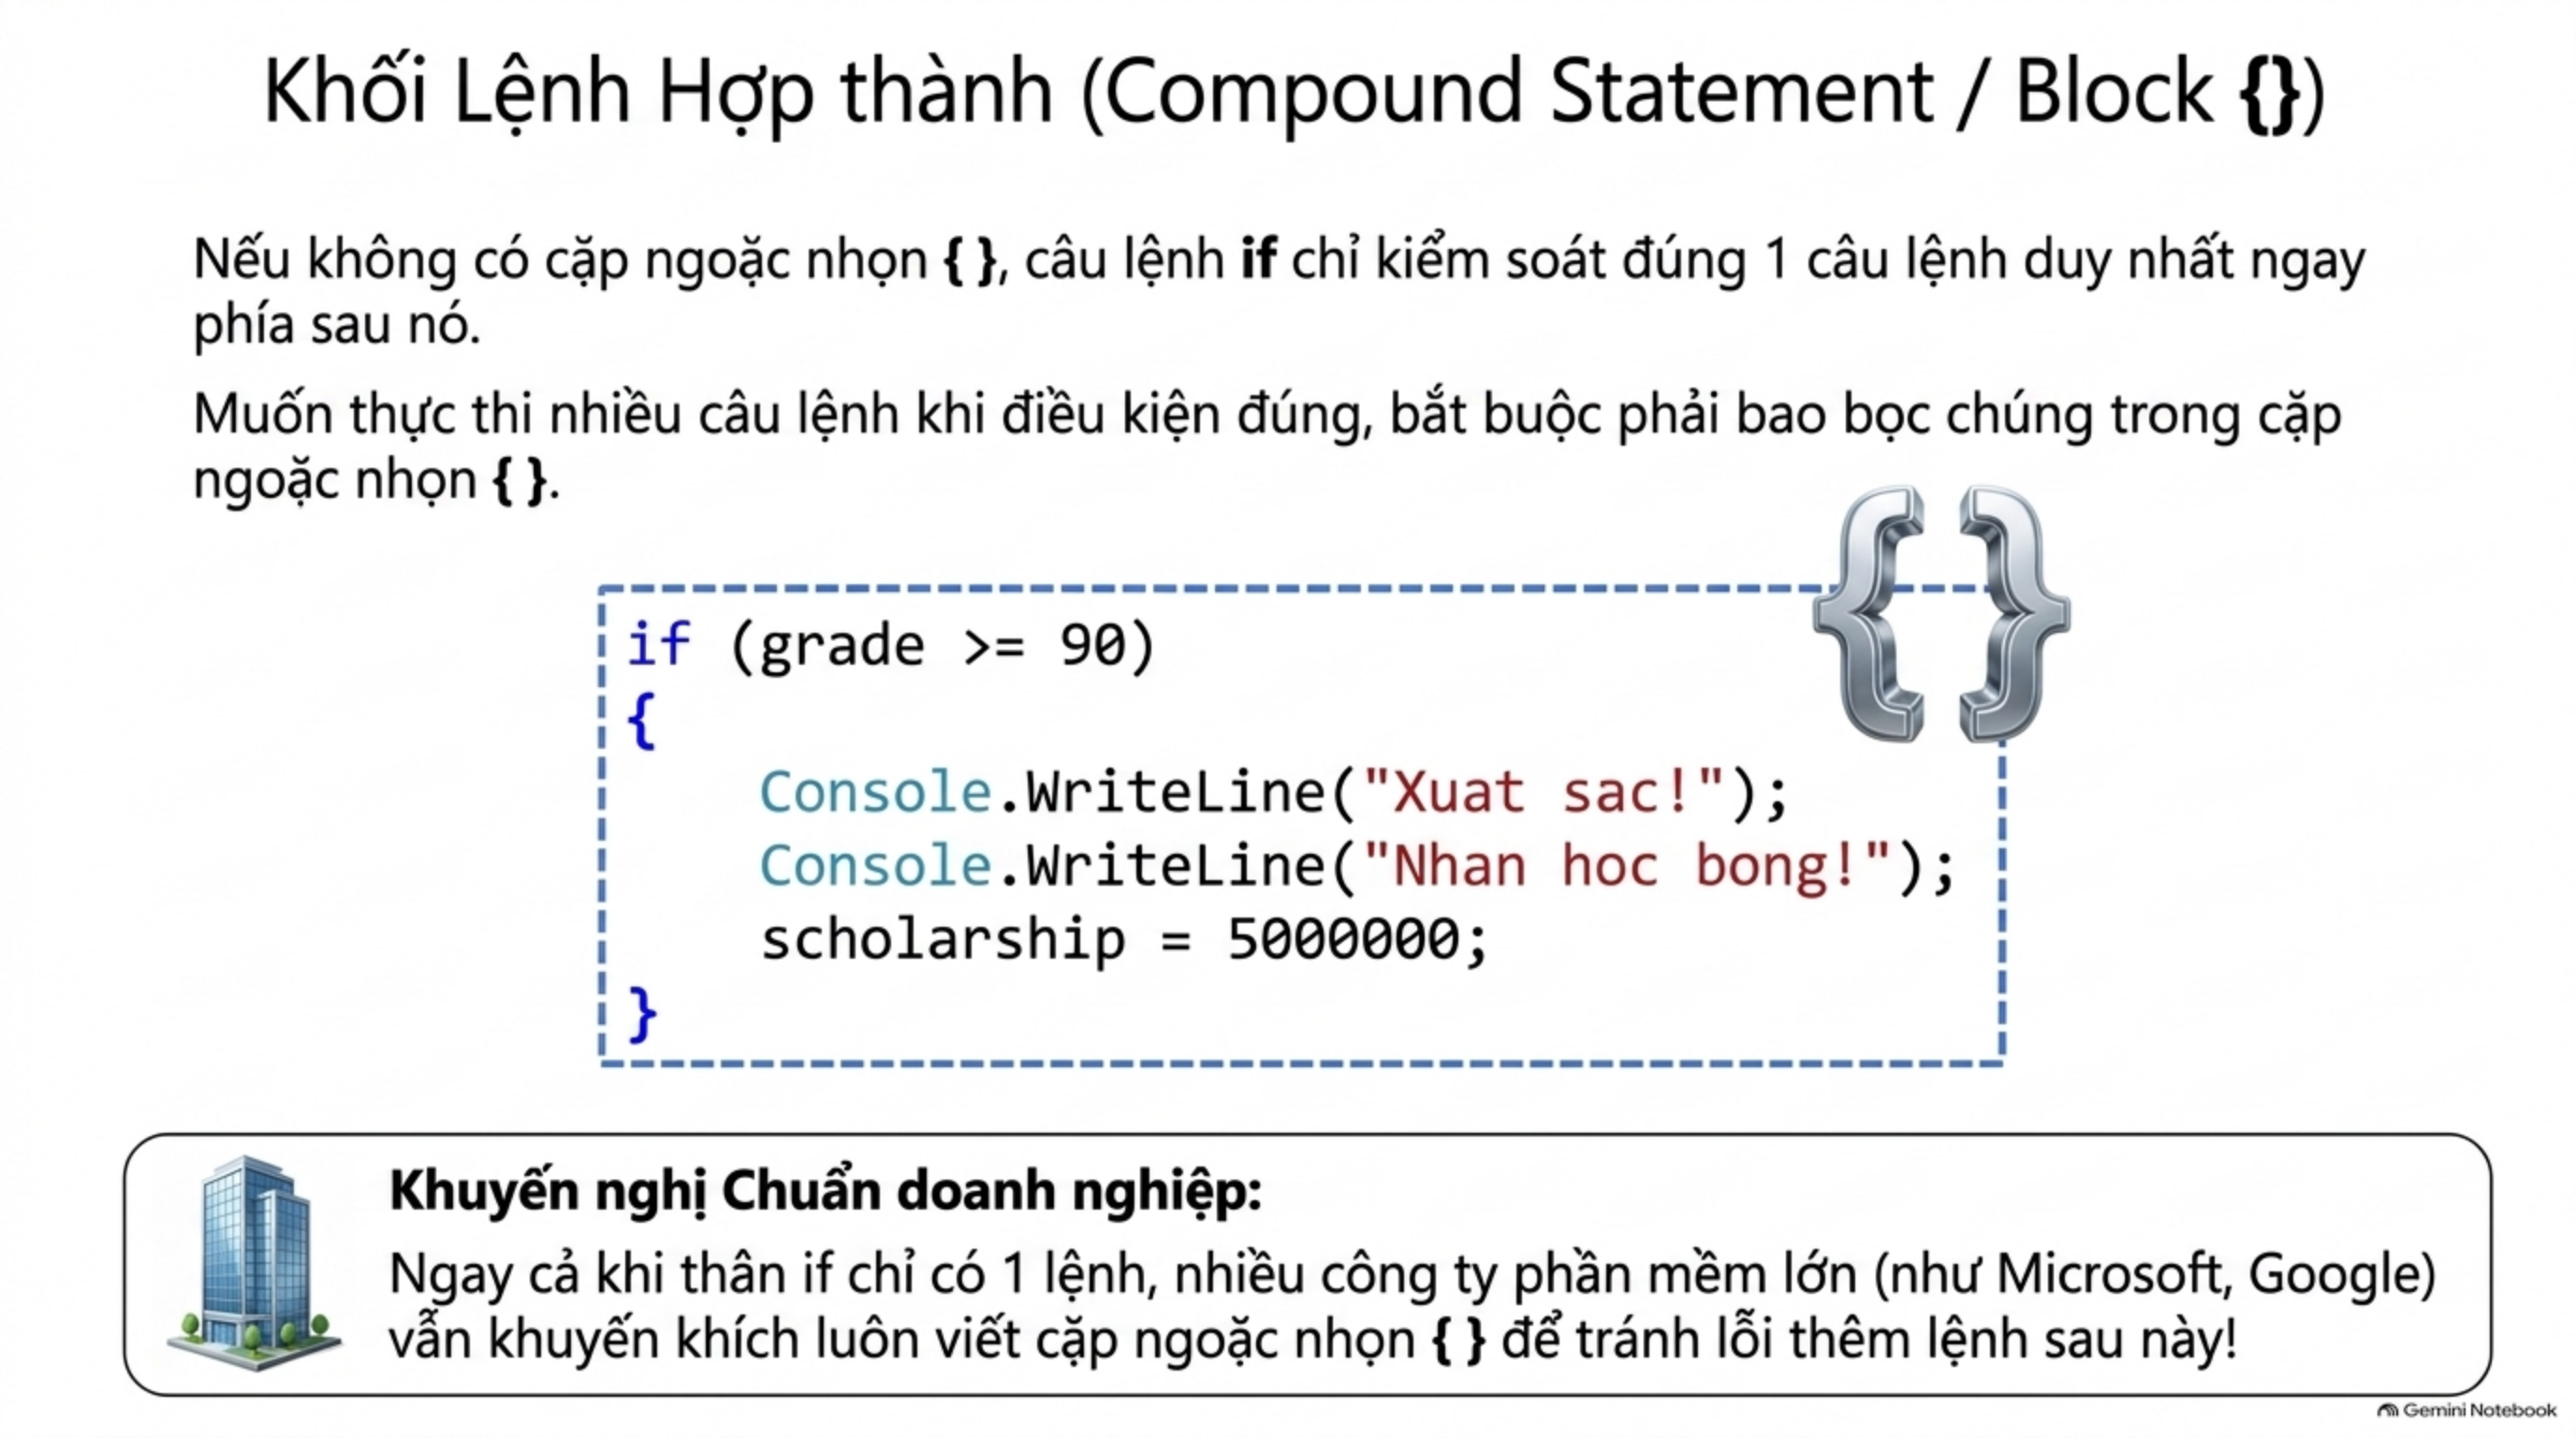 Khối Lệnh Hợp thành (Compound Statement / Block {})
Nếu không có cặp ngoặc nhọn { }, câu lệnh if chỉ kiểm soát đúng 1 câu lệnh duy nhất ngay
phía sau nó.
Muốn thực thi nhiều câu lệnh khi điều kiện đúng, bắt buộc phải bao bọc chúng trong cặp
ngoặc nhọn { }.
{ }
if (grade >= 90)
{
    Console.WriteLine("Xuat sac!");
    Console.WriteLine("Nhan hoc bong!");
    scholarship = 5000000;
}
Khuyến nghị Chuẩn doanh nghiệp:
Ngay cả khi thân if chỉ có 1 lệnh, nhiều công ty phần mềm lớn (như Microsoft, Google)
vẫn khuyến khích luôn viết cặp ngoặc nhọn { } để tránh lỗi thêm lệnh sau này!
Gemini Notebook